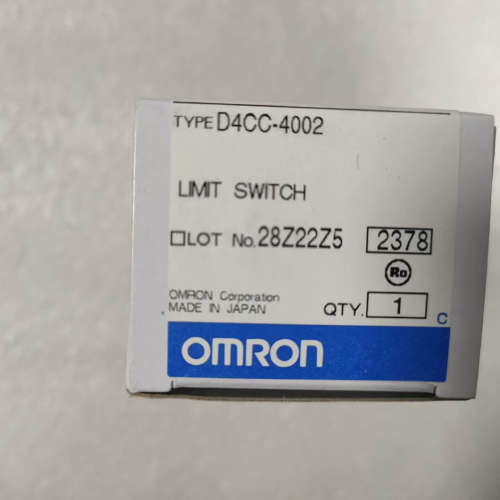 TYPE D4CC-4002
LIMIT SWITCH
LOT No. 28Z22Z5 2378
Ro
OMRON Corporation
MADE IN JAPAN
QTY. 1
C
OMRON